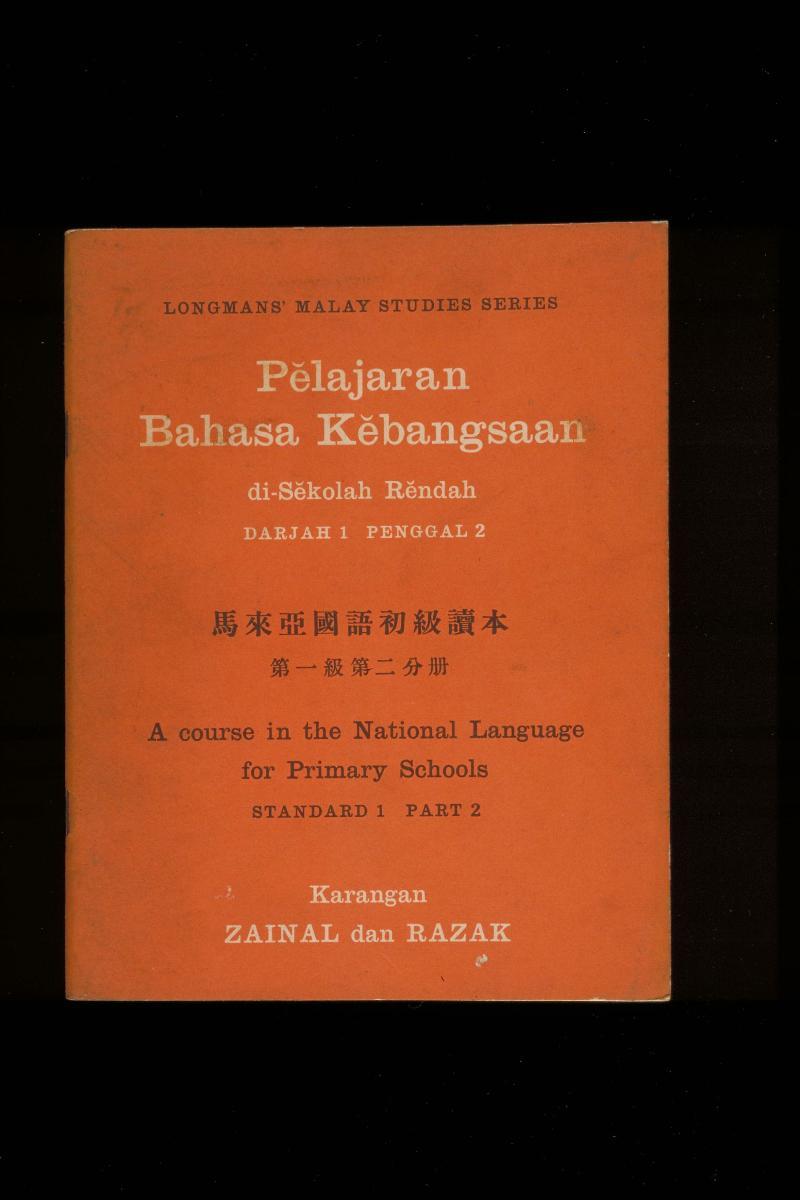 LONGMANS' MALAY STUDIES SERIES
Pĕlajaran
Bahasa Kĕbangsaan
di-Sĕkolah Rĕndah
DARJAH 1 PENGGAL 2
馬來亞國語初級讀本
第一級第二分册
A course in the National Language
for Primary Schools
STANDARD 1 PART 2
Karangan
ZAINAL dan RAZAK